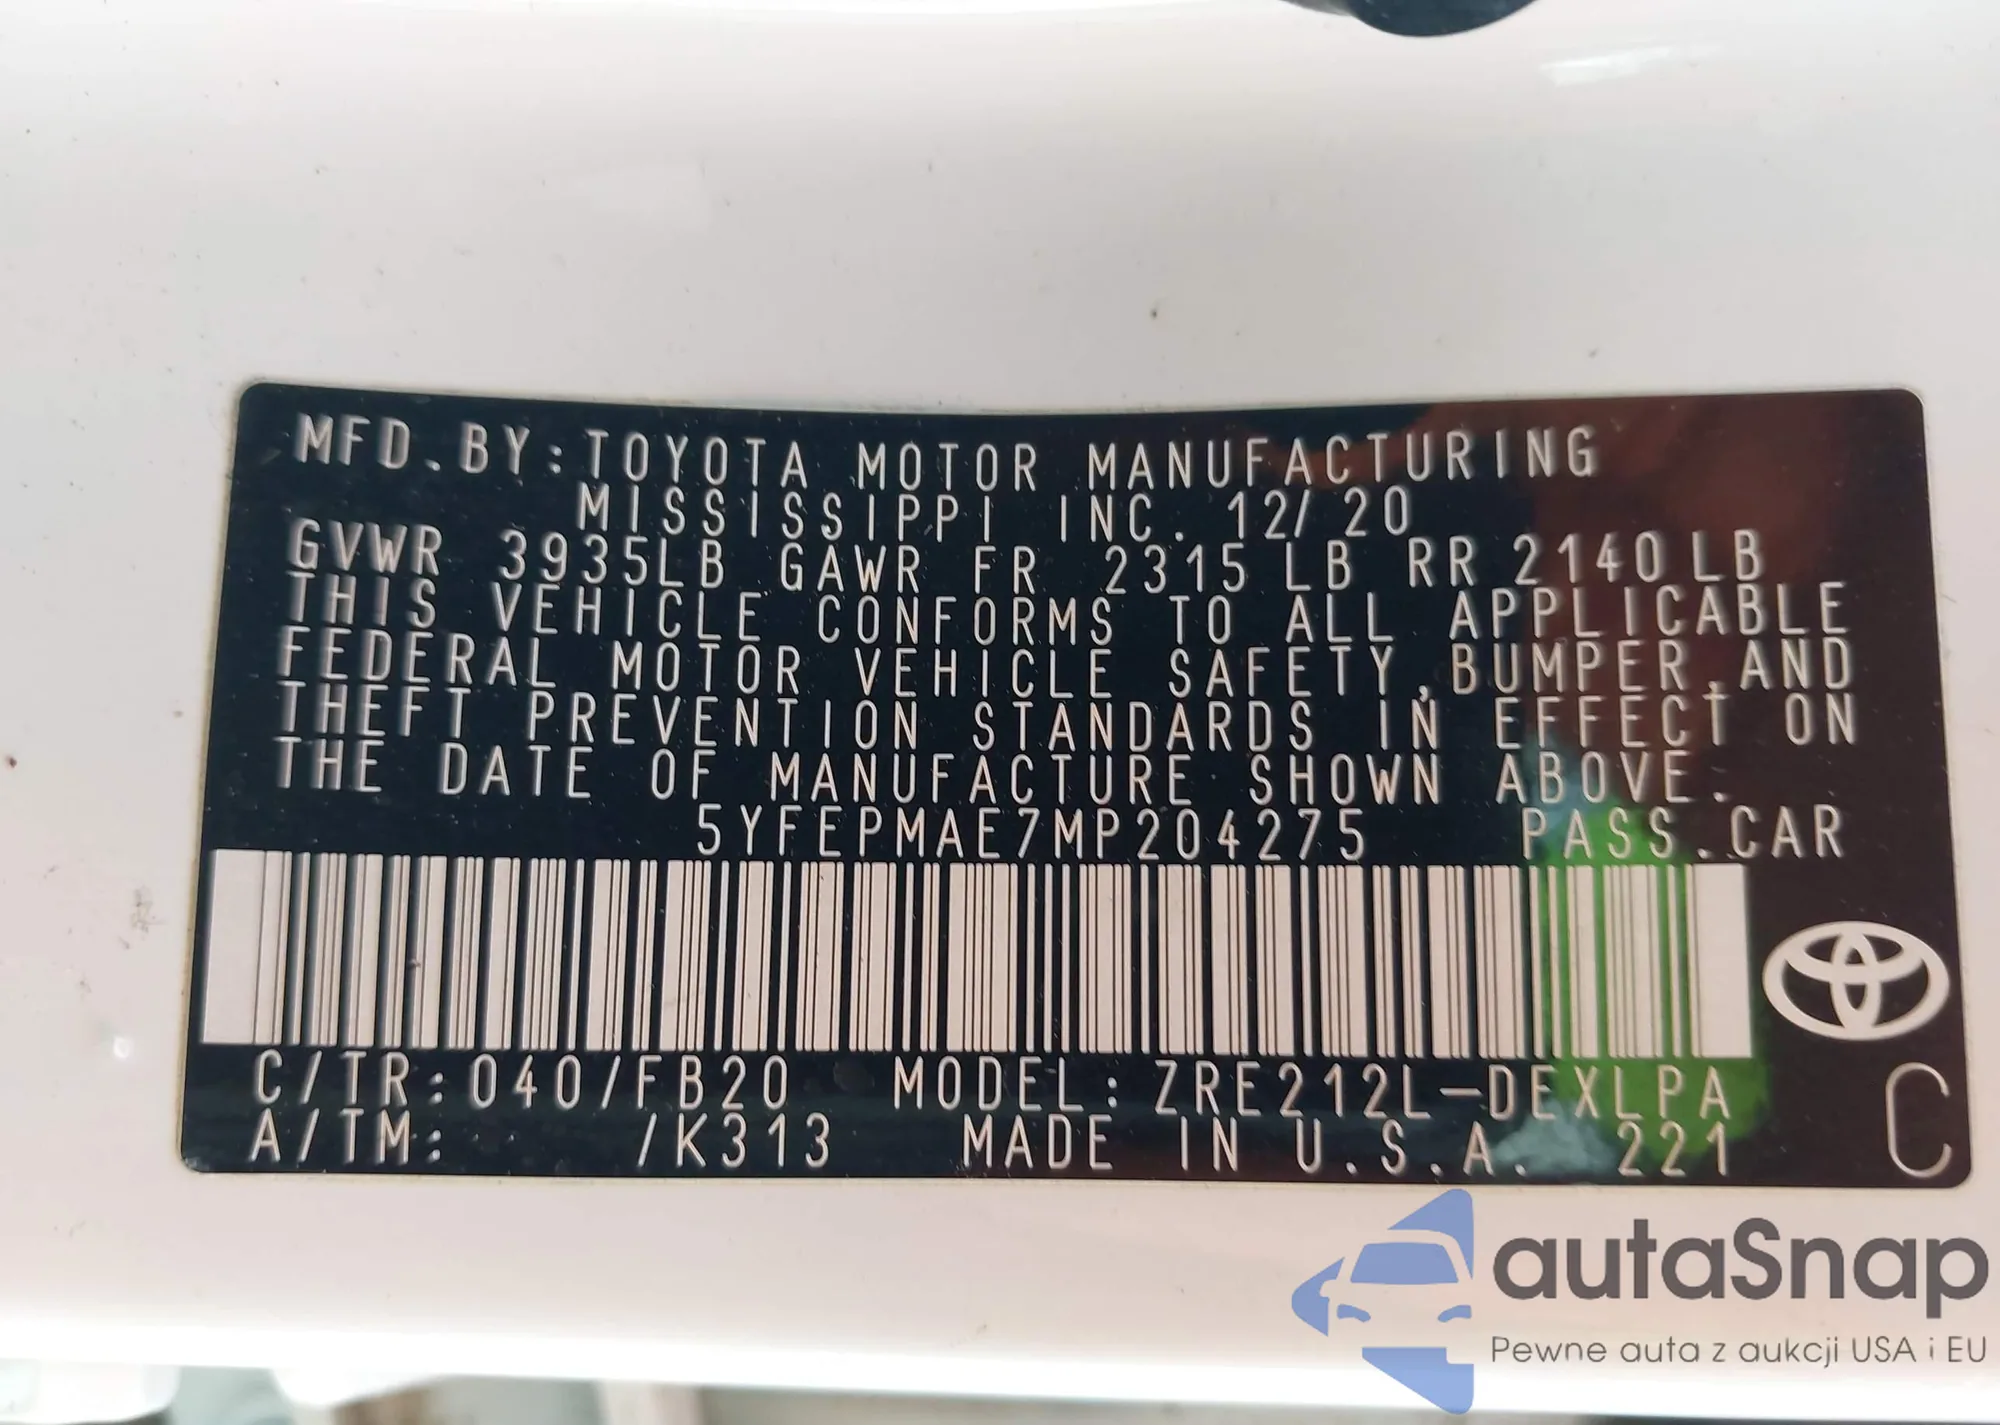 MFD.BY:TOYOTA MOTOR MANUFACTURING
MISSISSIPPI INC. 12/20
GVWR 3935LB GAWR FR 2315LB RR 2140LB
THIS VEHICLE CONFORMS TO ALL APPLICABLE
FEDERAL MOTOR VEHICLE SAFETY,BUMPER,AND
THEFT PREVENTION STANDARDS IN EFFECT ON
THE DATE OF MANUFACTURE SHOWN ABOVE.
5YFEPMAE7MP204275 PASS.CAR
C/TR:040/FB20 MODEL:ZRE212L-DEXLPA
A/TM: /K313 MADE IN U.S.A. 221
C
autaSnap
Pewne auta z aukcji USA i EU